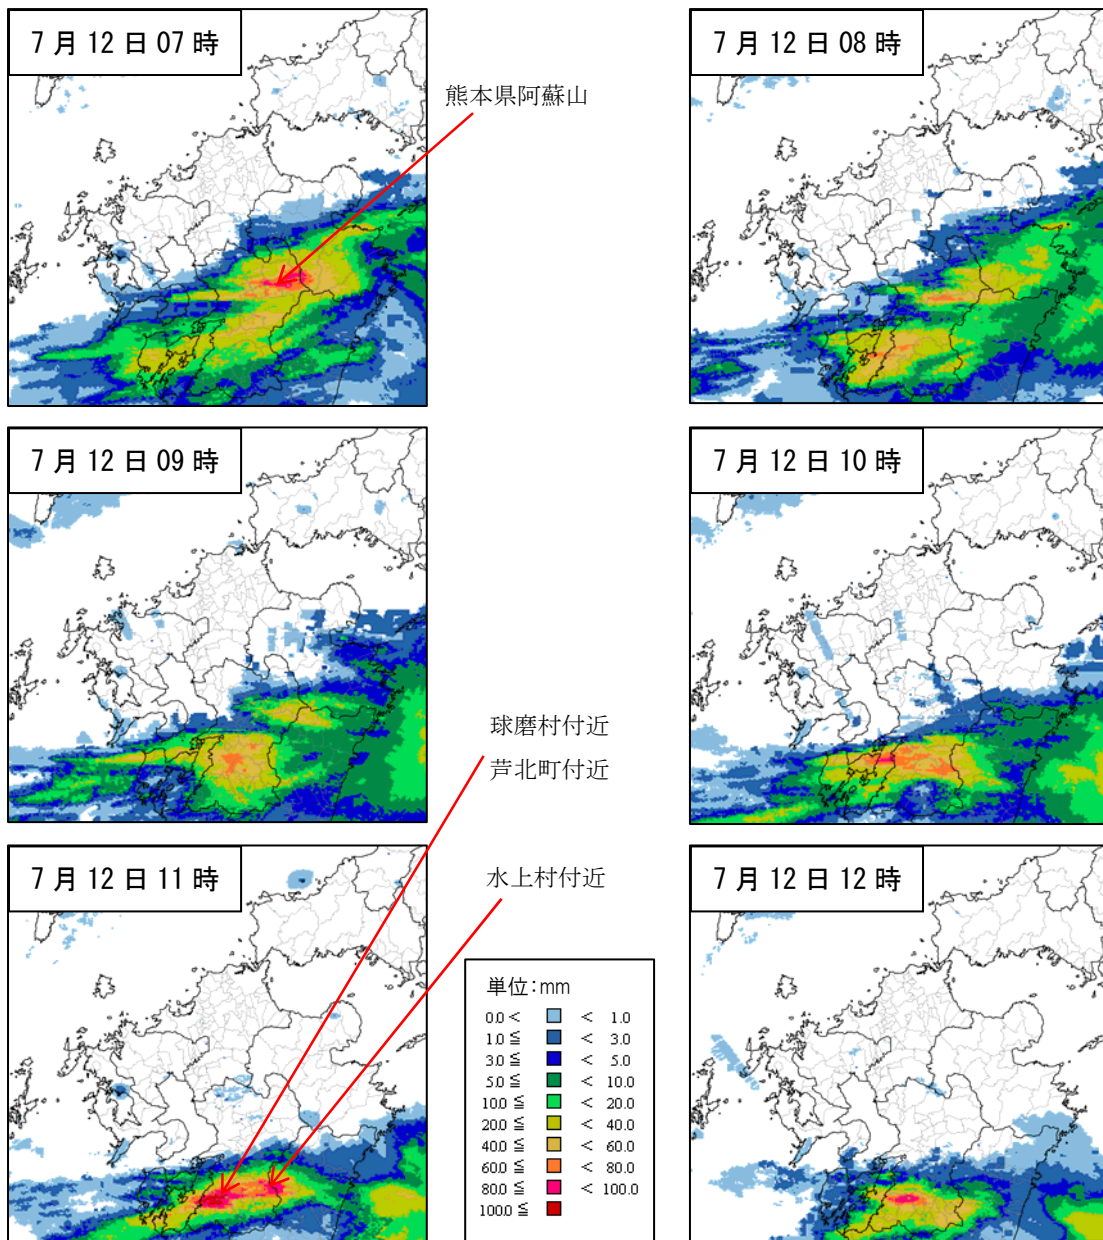 7月12日07時
7月12日08時
熊本県阿蘇山
7月12日09時
7月12日10時
球磨村付近
芦北町付近
7月12日11時
水上村付近
7月12日12時
単位:mm
0.0 < < 1.0
1.0 ≦ < 3.0
3.0 ≦ < 5.0
5.0 ≦ < 10.0
10.0 ≦ < 20.0
20.0 ≦ < 40.0
40.0 ≦ < 60.0
60.0 ≦ < 80.0
80.0 ≦ < 100.0
100.0 ≦